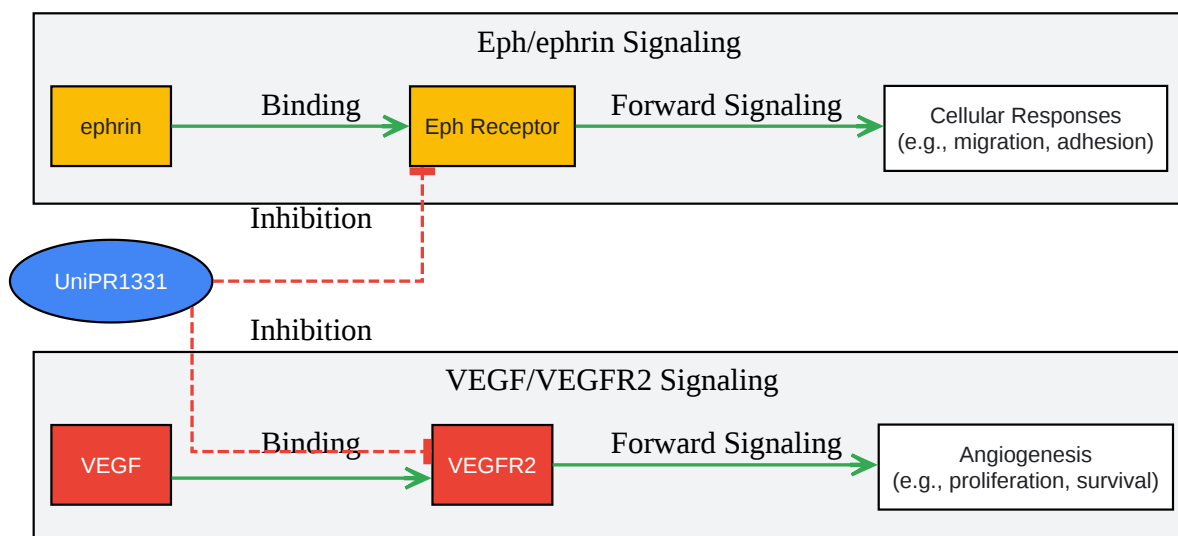 Eph/ephrin Signaling
ephrin
Binding
Eph Receptor
Forward Signaling
Cellular Responses
(e.g., migration, adhesion)
Inhibition
UniPR1331
Inhibition
VEGF/VEGFR2 Signaling
VEGF
Binding
VEGFR2
Forward Signaling
Angiogenesis
(e.g., proliferation, survival)